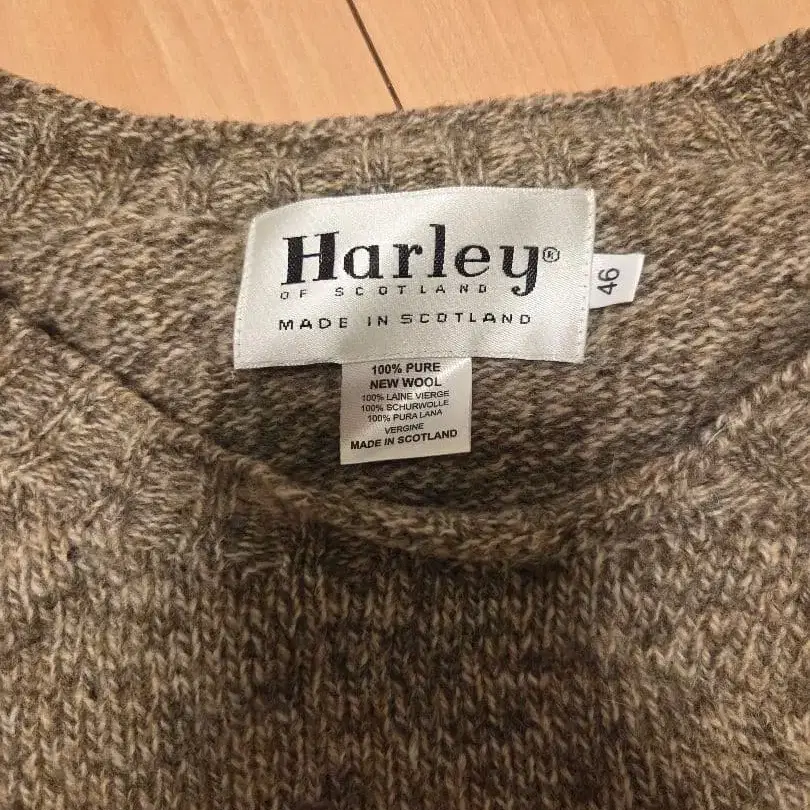 Harley®
OF SCOTLAND
MADE IN SCOTLAND
46
100% PURE
NEW WOOL
100% LAINE VIERGE
100% SCHURWOLLE
100% PURA LANA
VERGINE
MADE IN SCOTLAND